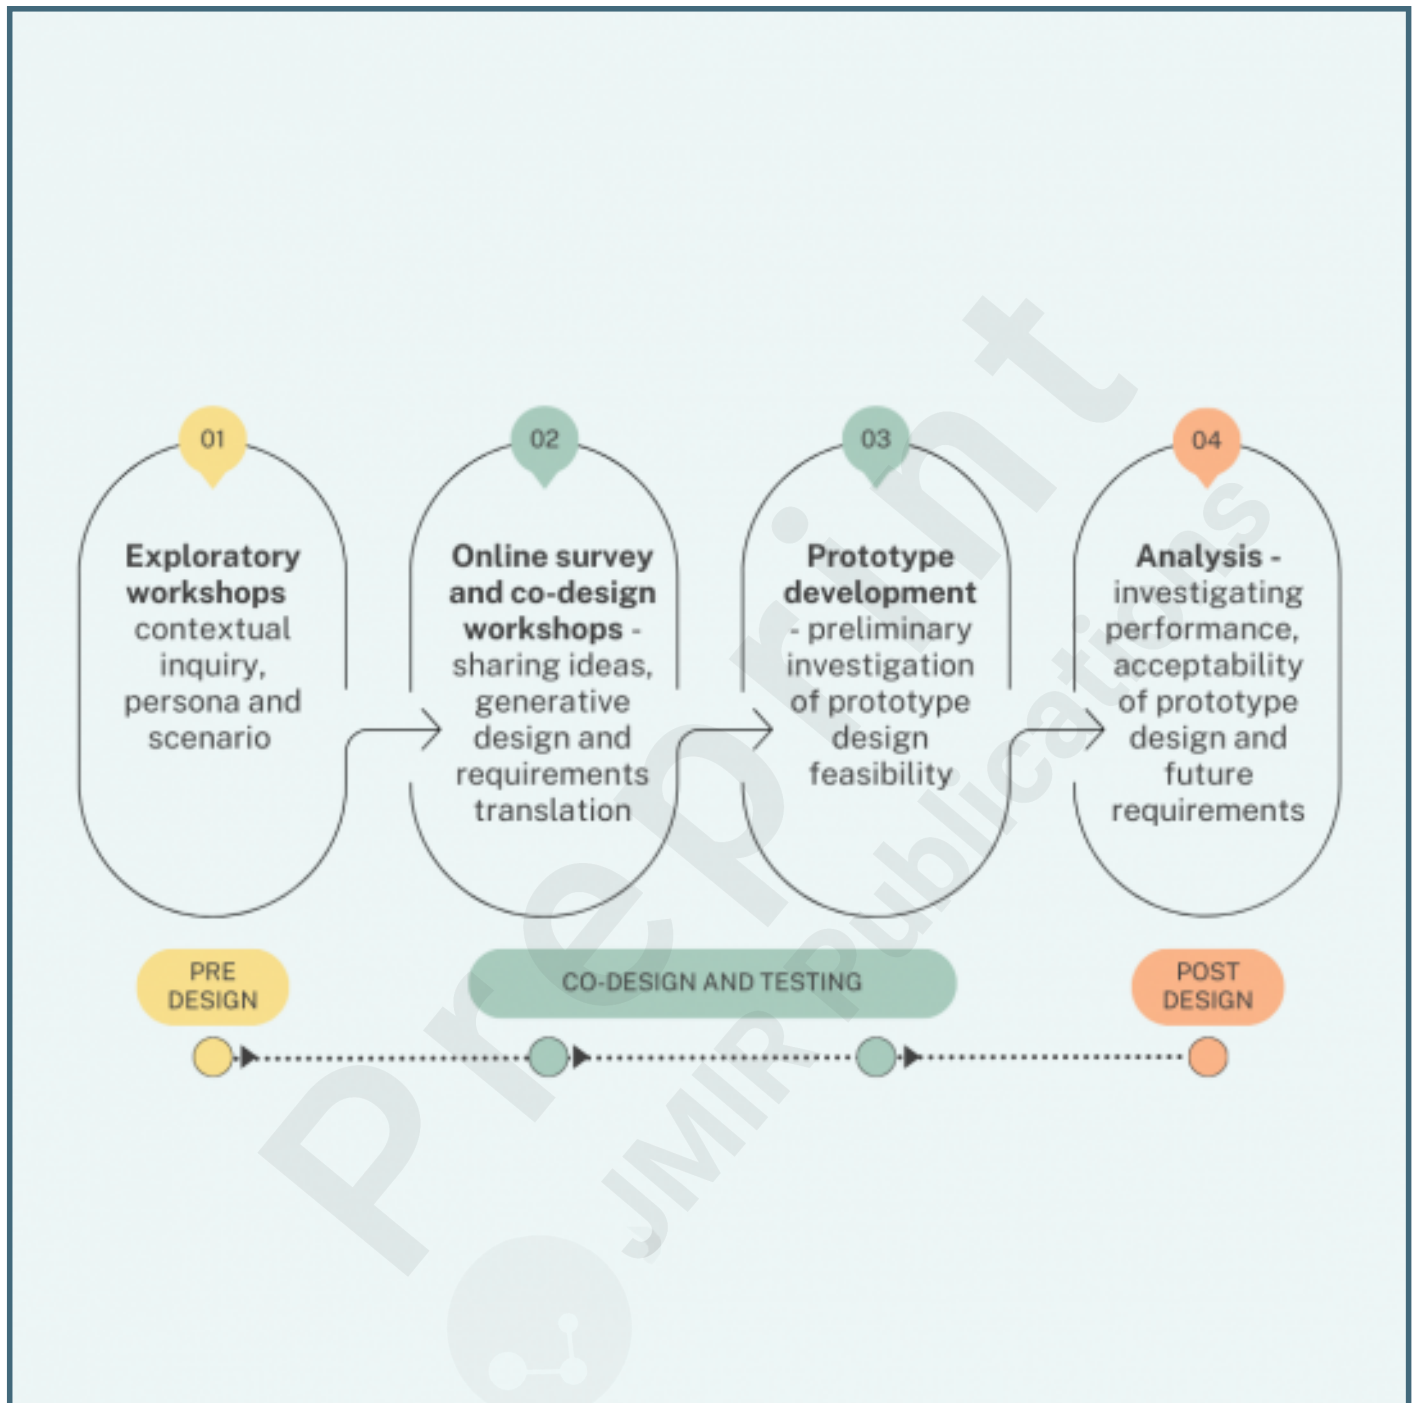 01
Exploratory
workshops
contextual
inquiry,
persona and
scenario
02
Online survey
and co-design
workshops -
sharing ideas,
generative
design and
requirements
translation
03
Prototype
development
- preliminary
investigation
of prototype
design
feasibility
04
Analysis -
investigating
performance,
acceptability
of prototype
design and
future
requirements
PRE
DESIGN
CO-DESIGN AND TESTING
POST
DESIGN
Preprint
JMIR Publications